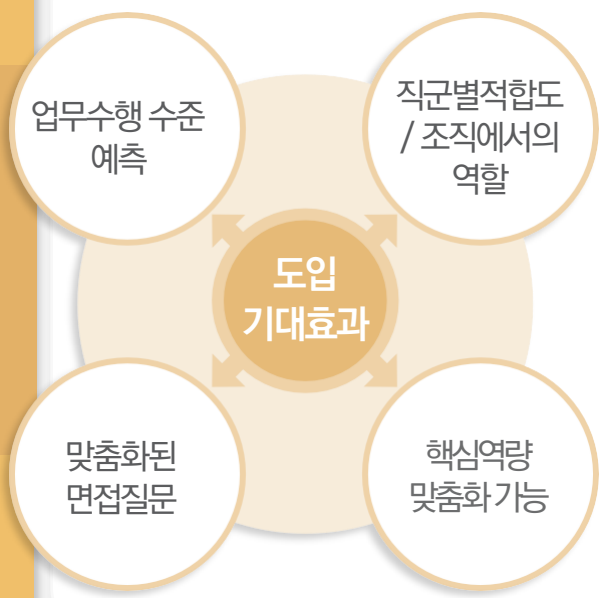 업무수행 수준
예측
직군별적합도
/ 조직에서의
역할
도입
기대효과
맞춤화된
면접질문
핵심역량
맞춤화 가능